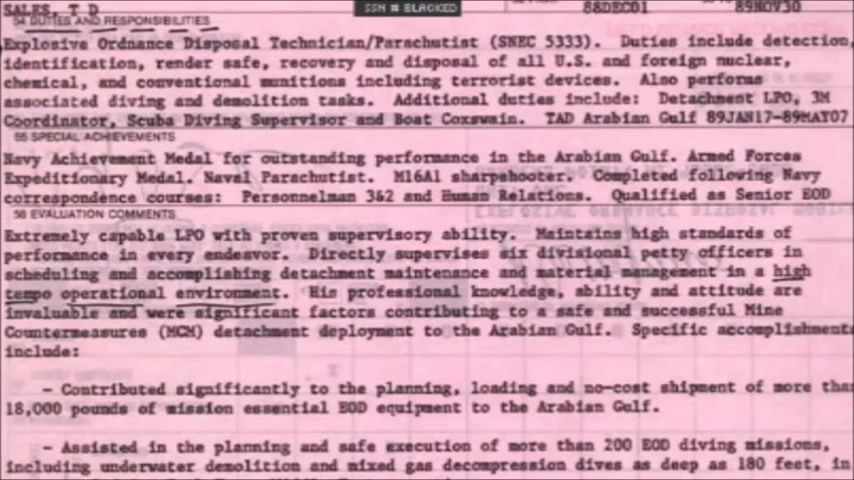 SALES, T D SSN # BLACKED 88DEC01 89NOV30
54 DUTIES AND RESPONSIBILITIES
Explosive Ordnance Disposal Technician/Parachutist (SNEC 5333). Duties include detection,
identification, render safe, recovery and disposal of all U.S. and foreign nuclear,
chemical, and conventional munitions including terrorist devices. Also performs
associated diving and demolition tasks. Additional duties include: Detachment LPO, 3M
Coordinator, Scuba Diving Supervisor and Boat Coxswain. TAD Arabian Gulf 89JAN17-89MAY07
55 SPECIAL ACHIEVEMENTS
Navy Achievement Medal for outstanding performance in the Arabian Gulf. Armed Forces
Expeditionary Medal. Naval Parachutist. M16A1 sharpshooter. Completed following Navy
correspondence courses: Personnelman 3&2 and Human Relations. Qualified as Senior EOD
56 EVALUATION COMMENTS
Extremely capable LPO with proven supervisory ability. Maintains high standards of
performance in every endeavor. Directly supervises six divisional petty officers in
scheduling and accomplishing detachment maintenance and material management in a high
tempo operational environment. His professional knowledge, ability and attitude are
invaluable and were significant factors contributing to a safe and successful Mine
Countermeasures (MCM) detachment deployment to the Arabian Gulf. Specific accomplishments
include:
- Contributed significantly to the planning, loading and no-cost shipment of more than
18,000 pounds of mission essential EOD equipment to the Arabian Gulf.
- Assisted in the planning and safe execution of more than 200 EOD diving missions,
including underwater demolition and mixed gas decompression dives as deep as 180 feet, in